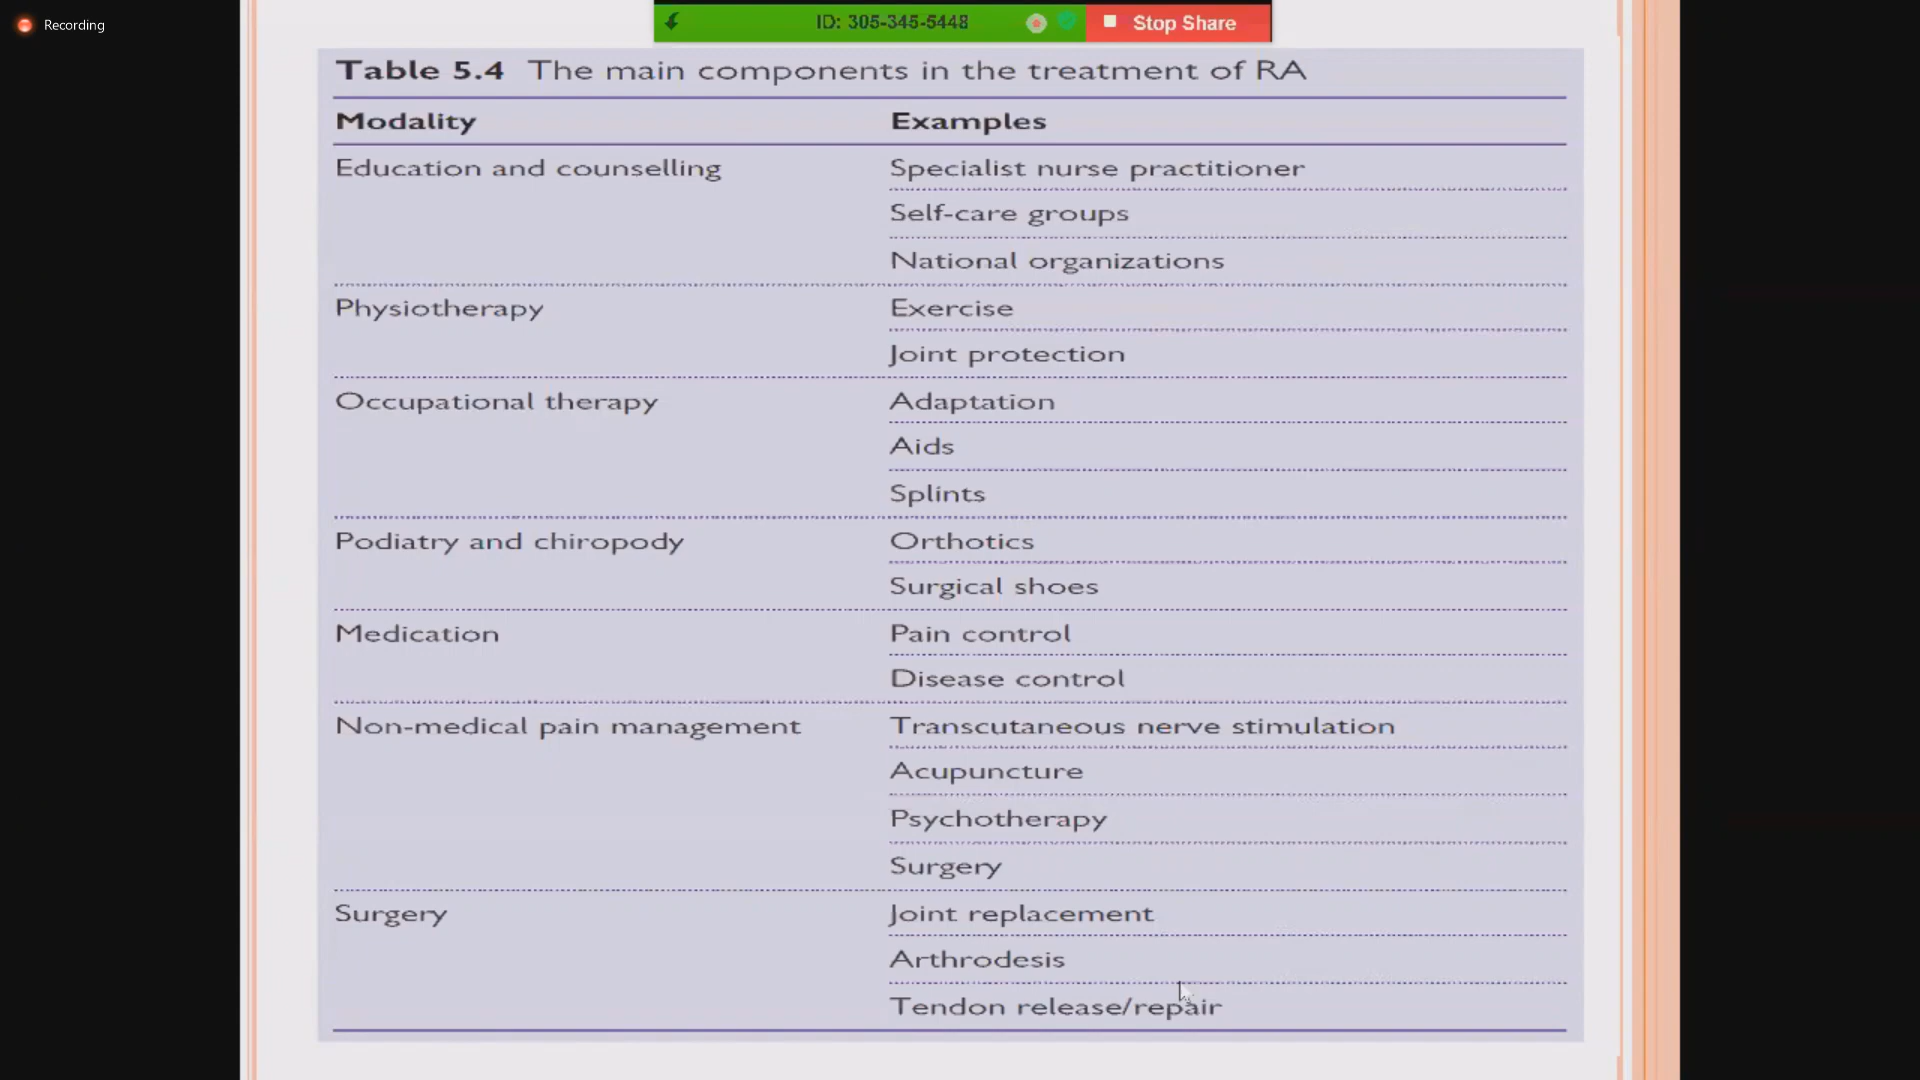 Recording
ID: 305-345-5448
Stop Share
Table 5.4 The main components in the treatment of RA
Modality Examples
Education and counselling Specialist nurse practitioner
Self-care groups
National organizations
Physiotherapy Exercise
Joint protection
Occupational therapy Adaptation
Aids
Splints
Podiatry and chiropody Orthotics
Surgical shoes
Medication Pain control
Disease control
Non-medical pain management Transcutaneous nerve stimulation
Acupuncture
Psychotherapy
Surgery
Surgery Joint replacement
Arthrodesis
Tendon release/repair